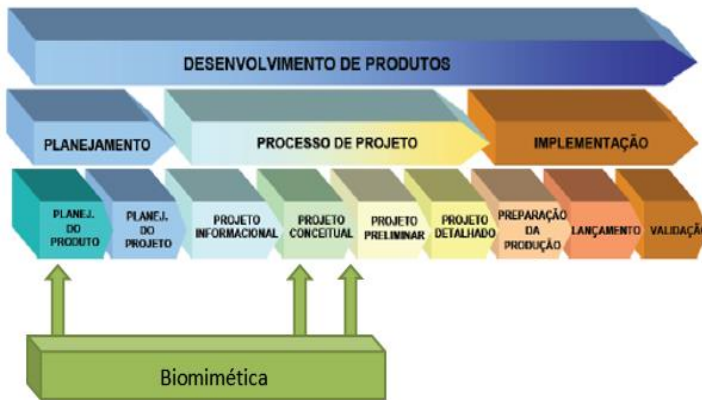 DESENVOLVIMENTO DE PRODUTOS
PLANEJAMENTO
PROCESSO DE PROJETO
IMPLEMENTAÇÃO
PLANEJ.
DO
PRODUTO
PLANEJ.
DO
PROJETO
PROJETO
INFORMACIONAL
PROJETO
CONCEITUAL
PROJETO
PRELIMINAR
PROJETO
DETALHADO
PREPARAÇÃO
DA
PRODUÇÃO
LANÇAMENTO
VALIDAÇÃO
Biomimética